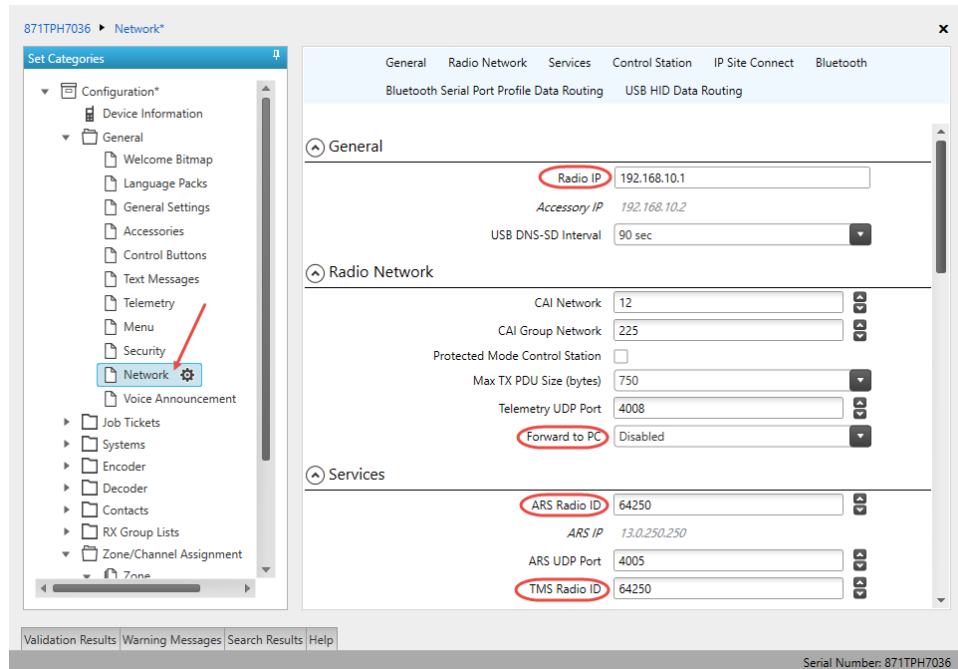 871TPH7036 ▸ Network*
Set Categories
Configuration*
Device Information
General
Welcome Bitmap
Language Packs
General Settings
Accessories
Control Buttons
Text Messages
Telemetry
Menu
Security
Network
Voice Announcement
Job Tickets
Systems
Encoder
Decoder
Contacts
RX Group Lists
Zone/Channel Assignment
Zone
General Radio Network Services Control Station IP Site Connect Bluetooth
Bluetooth Serial Port Profile Data Routing USB HID Data Routing
General
Radio IP 192.168.10.1
Accessory IP 192.168.10.2
USB DNS-SD Interval 90 sec
Radio Network
CAI Network 12
CAI Group Network 225
Protected Mode Control Station
Max TX PDU Size (bytes) 750
Telemetry UDP Port 4008
Forward to PC Disabled
Services
ARS Radio ID 64250
ARS IP 13.0.250.250
ARS UDP Port 4005
TMS Radio ID 64250
Validation Results Warning Messages Search Results Help
Serial Number: 871TPH7036